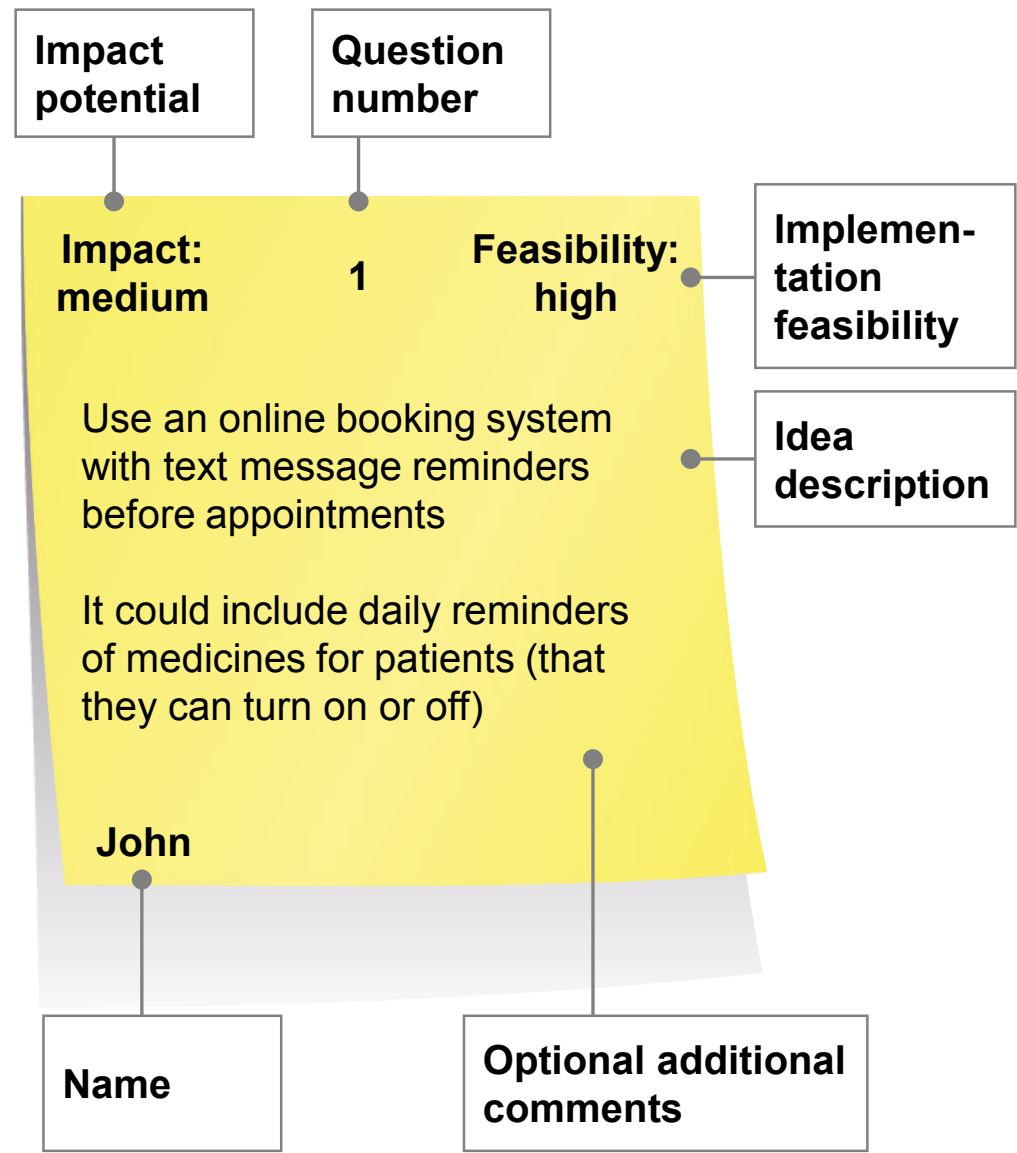 Impact
potential
Question
number
Impact:
medium
1
Feasibility:
high
Implemen-
tation
feasibility
Use an online booking system
with text message reminders
before appointments
Idea
description
It could include daily reminders
of medicines for patients (that
they can turn on or off)
John
Name
Optional additional
comments